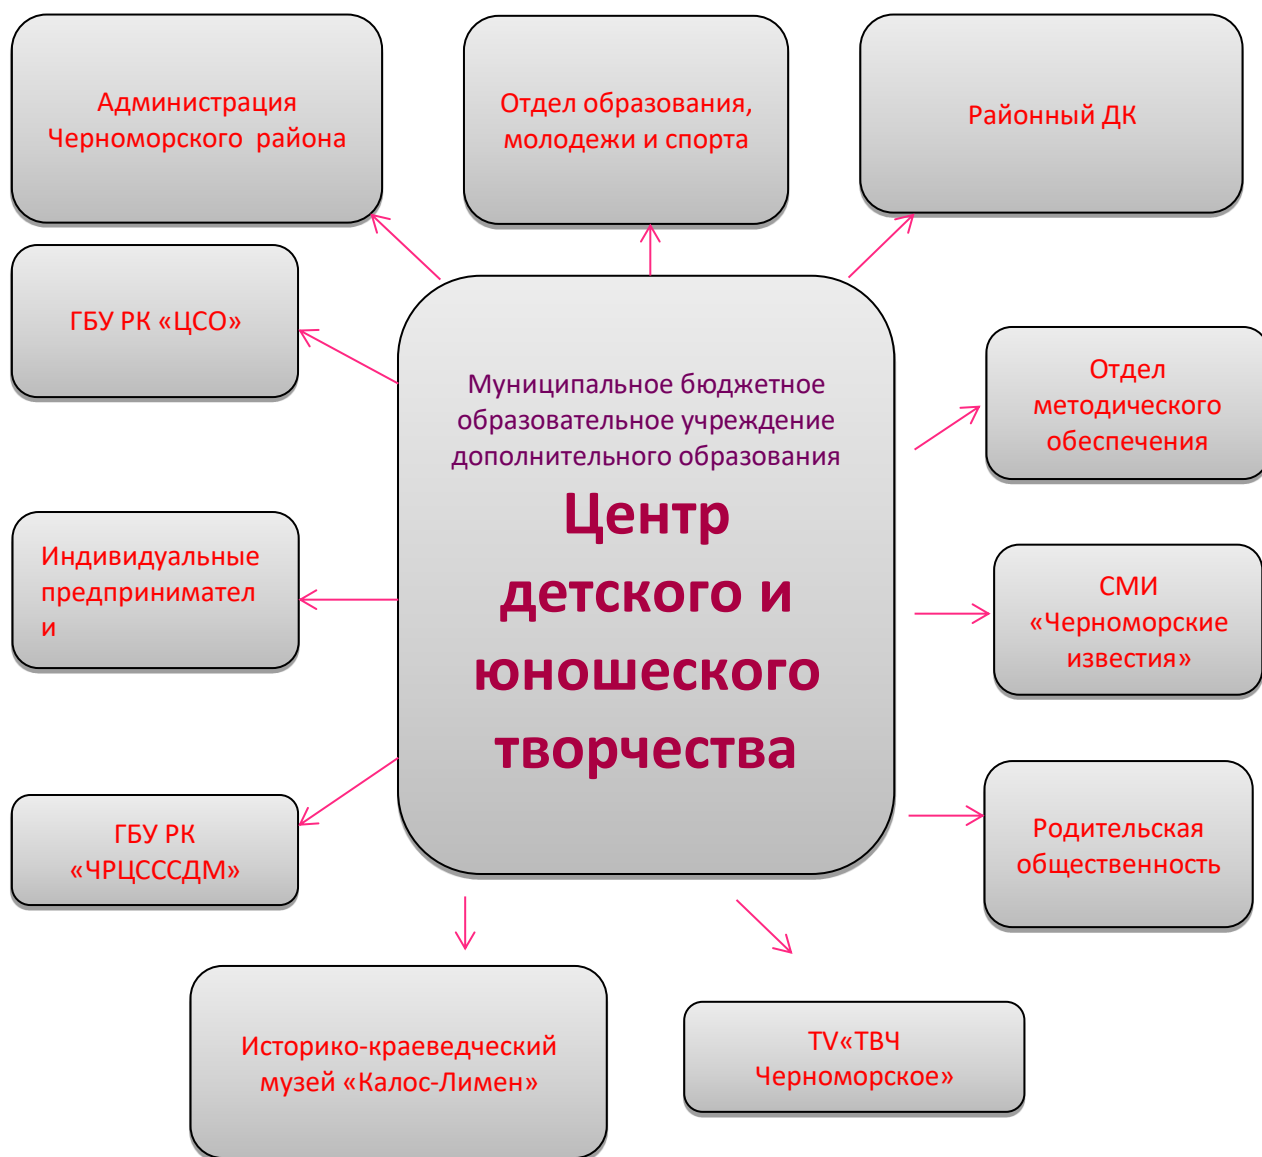 Администрация
Черноморского района
Отдел образования,
молодежи и спорта
Районный ДК
ГБУ РК «ЦСО»
Муниципальное бюджетное
образовательное учреждение
дополнительного образования
Центр
детского и
юношеского
творчества
Отдел
методического
обеспечения
Индивидуальные
предпринимател
и
СМИ
«Черноморские
известия»
ГБУ РК
«ЧРЦСССДМ»
Родительская
общественность
Историко-краеведческий
музей «Калос-Лимен»
TV«ТВЧ
Черноморское»